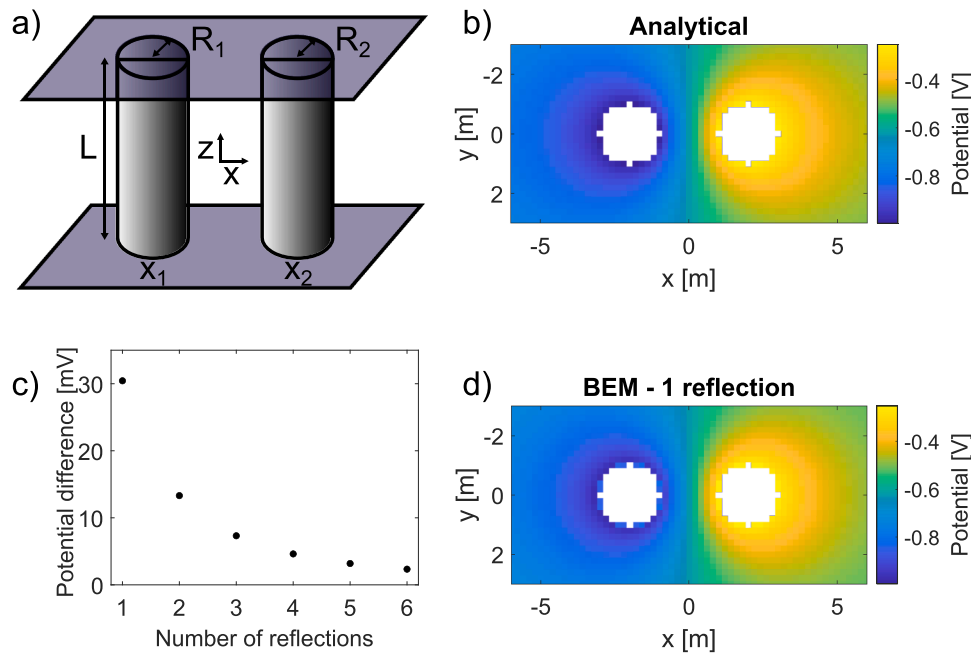 a)
R1
R2
L
z
x
x1
x2
b)
Analytical
-2
0
2
y [m]
-5
0
5
x [m]
-0.4
-0.6
-0.8
Potential [V]
c)
30
20
10
0
Potential difference [mV]
1 2 3 4 5 6
Number of reflections
d)
BEM - 1 reflection
-2
0
2
y [m]
-5
0
5
x [m]
-0.4
-0.6
-0.8
Potential [V]